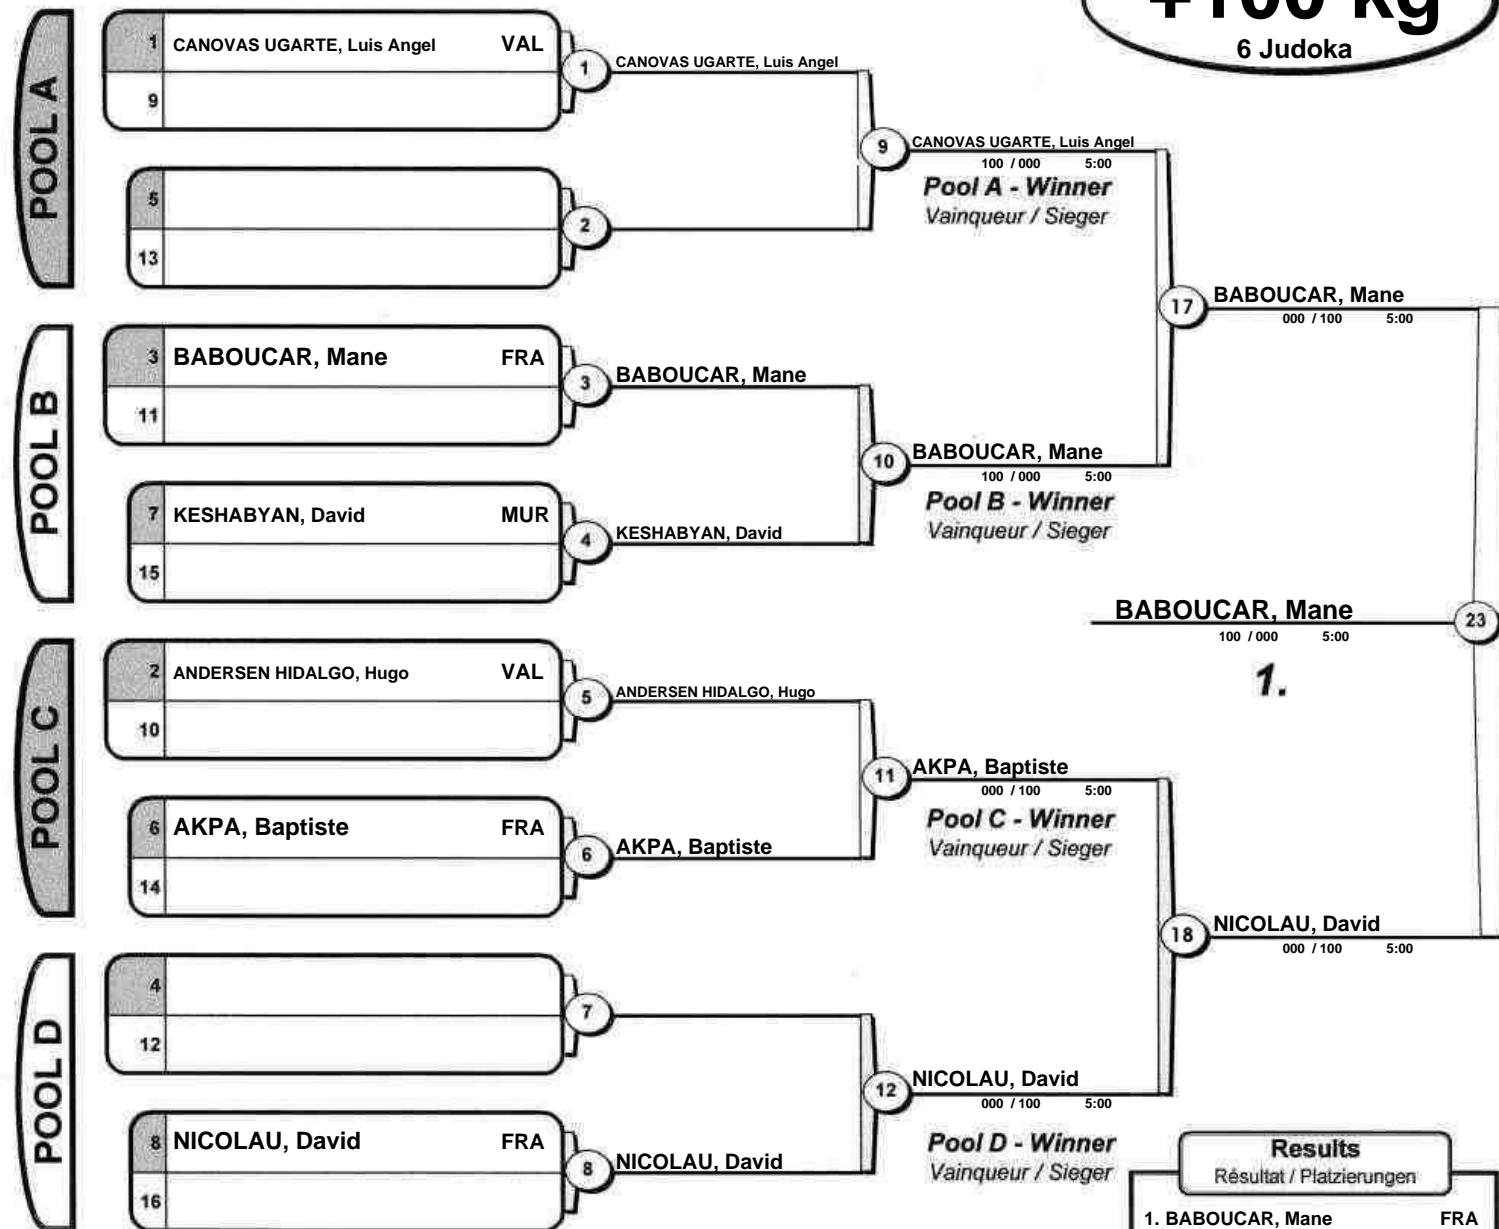 +100 kg
6 Judoka
POOL A
1 CANOVAS UGARTE, Luis Angel VAL
9
1 CANOVAS UGARTE, Luis Angel
5
13
2
9 CANOVAS UGARTE, Luis Angel
100 / 000 5:00
Pool A - Winner
Vainqueur / Sieger
POOL B
3 BABOUCAR, Mane FRA
11
3 BABOUCAR, Mane
7 KESHABYAN, David MUR
15
4 KESHABYAN, David
10 BABOUCAR, Mane
100 / 000 5:00
Pool B - Winner
Vainqueur / Sieger
17 BABOUCAR, Mane
000 / 100 5:00
BABOUCAR, Mane 23
100 / 000 5:00
1.
POOL C
2 ANDERSEN HIDALGO, Hugo VAL
10
5 ANDERSEN HIDALGO, Hugo
6 AKPA, Baptiste FRA
14
6 AKPA, Baptiste
11 AKPA, Baptiste
000 / 100 5:00
Pool C - Winner
Vainqueur / Sieger
POOL D
4
12
7
8 NICOLAU, David FRA
16
8 NICOLAU, David
12 NICOLAU, David
000 / 100 5:00
Pool D - Winner
Vainqueur / Sieger
18 NICOLAU, David
000 / 100 5:00
Results
Résultat / Platzierungen
1. BABOUCAR, Mane FRA